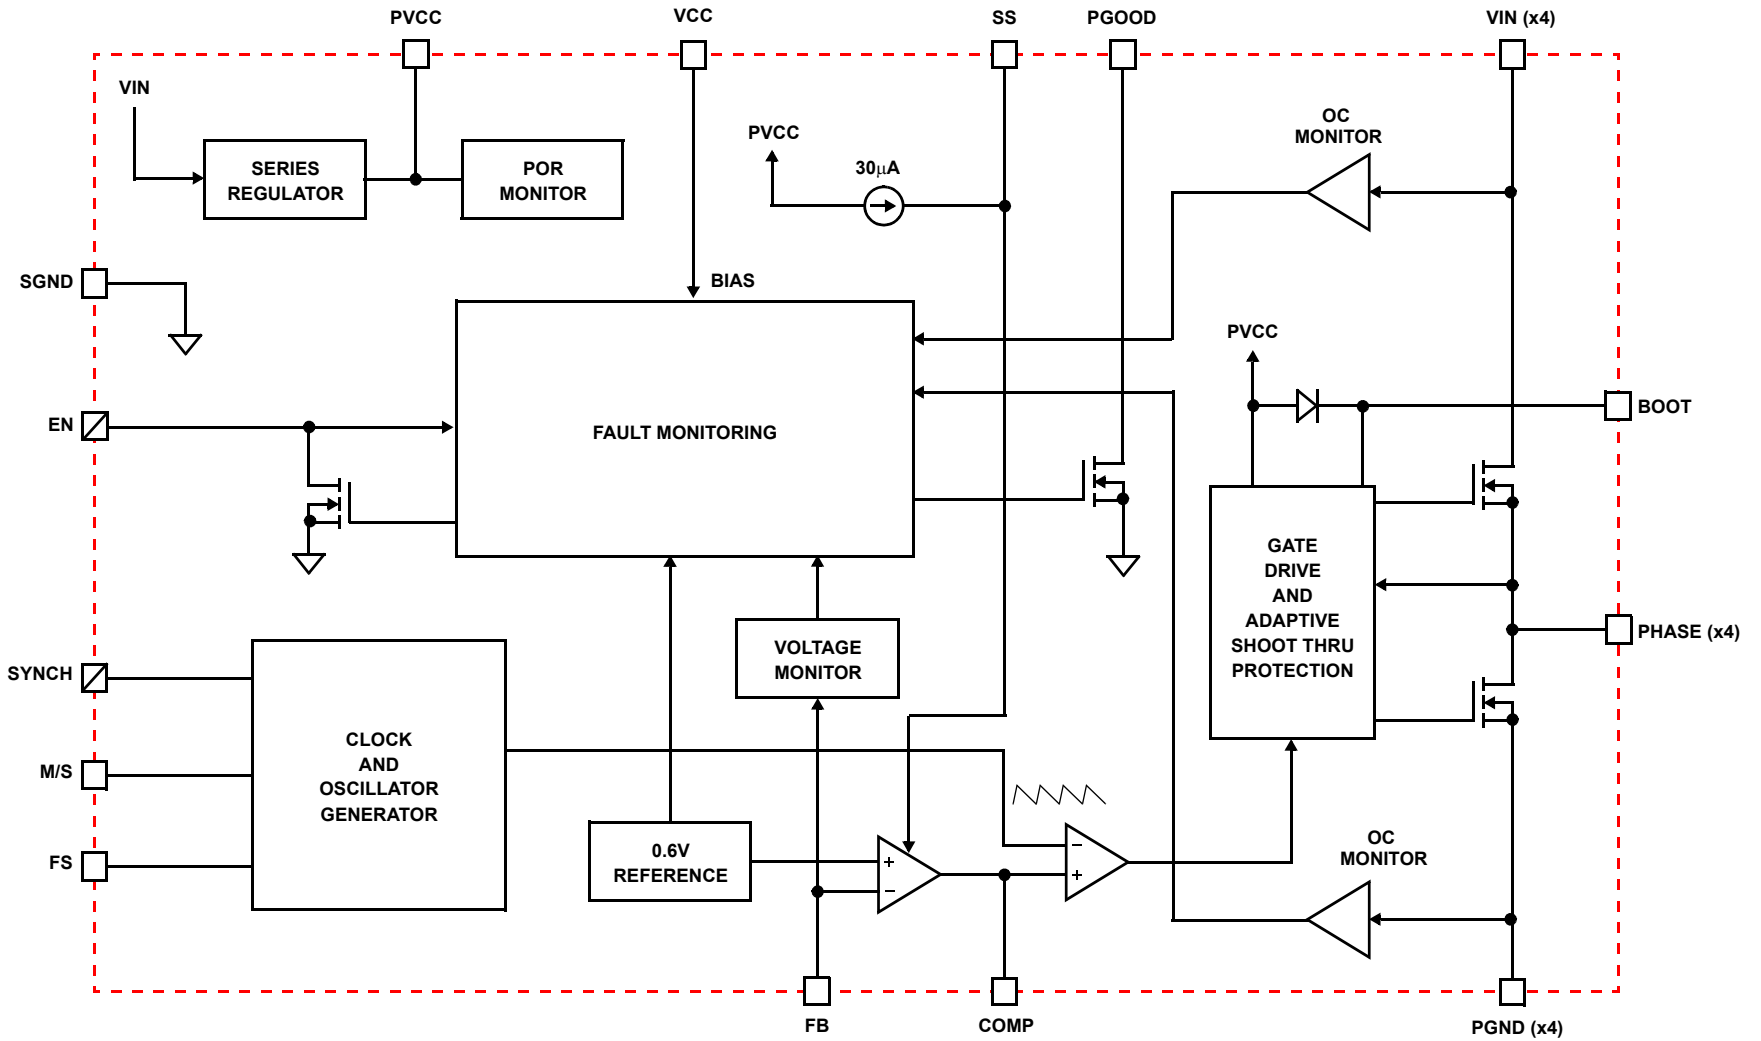 PVCC
VCC
SS
PGOOD
VIN (x4)
VIN
OC
MONITOR
PVCC
SERIES
REGULATOR
POR
MONITOR
30μA
SGND
BIAS
PVCC
BOOT
EN
FAULT MONITORING
GATE
DRIVE
AND
ADAPTIVE
SHOOT THRU
PROTECTION
PHASE (x4)
VOLTAGE
MONITOR
SYNCH
CLOCK
AND
OSCILLATOR
GENERATOR
M/S
FS
0.6V
REFERENCE
+
−
−
+
OC
MONITOR
FB
COMP
PGND (x4)